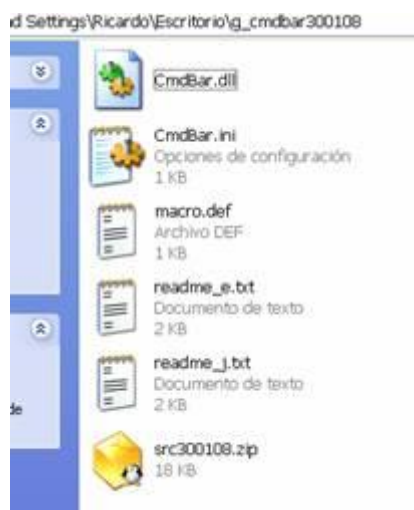 d Settings\Ricardo\Escritorio\g_cmdbar300108
CmdBar.dll
CmdBar.ini
Opciones de configuración
1 KB
macro.def
Archivo DEF
1 KB
readme_e.txt
Documento de texto
2 KB
readme_j.txt
Documento de texto
2 KB
de
src300108.zip
18 KB